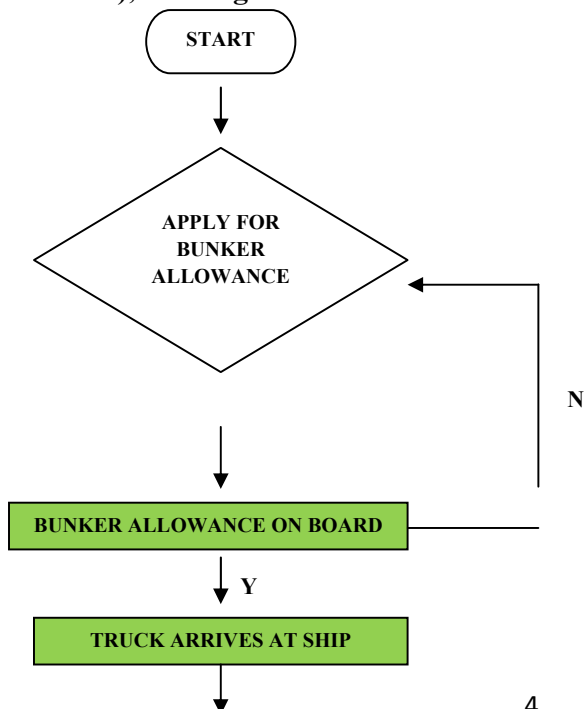 START
APPLY FOR
BUNKER
ALLOWANCE
N
BUNKER ALLOWANCE ON BOARD
Y
TRUCK ARRIVES AT SHIP
4